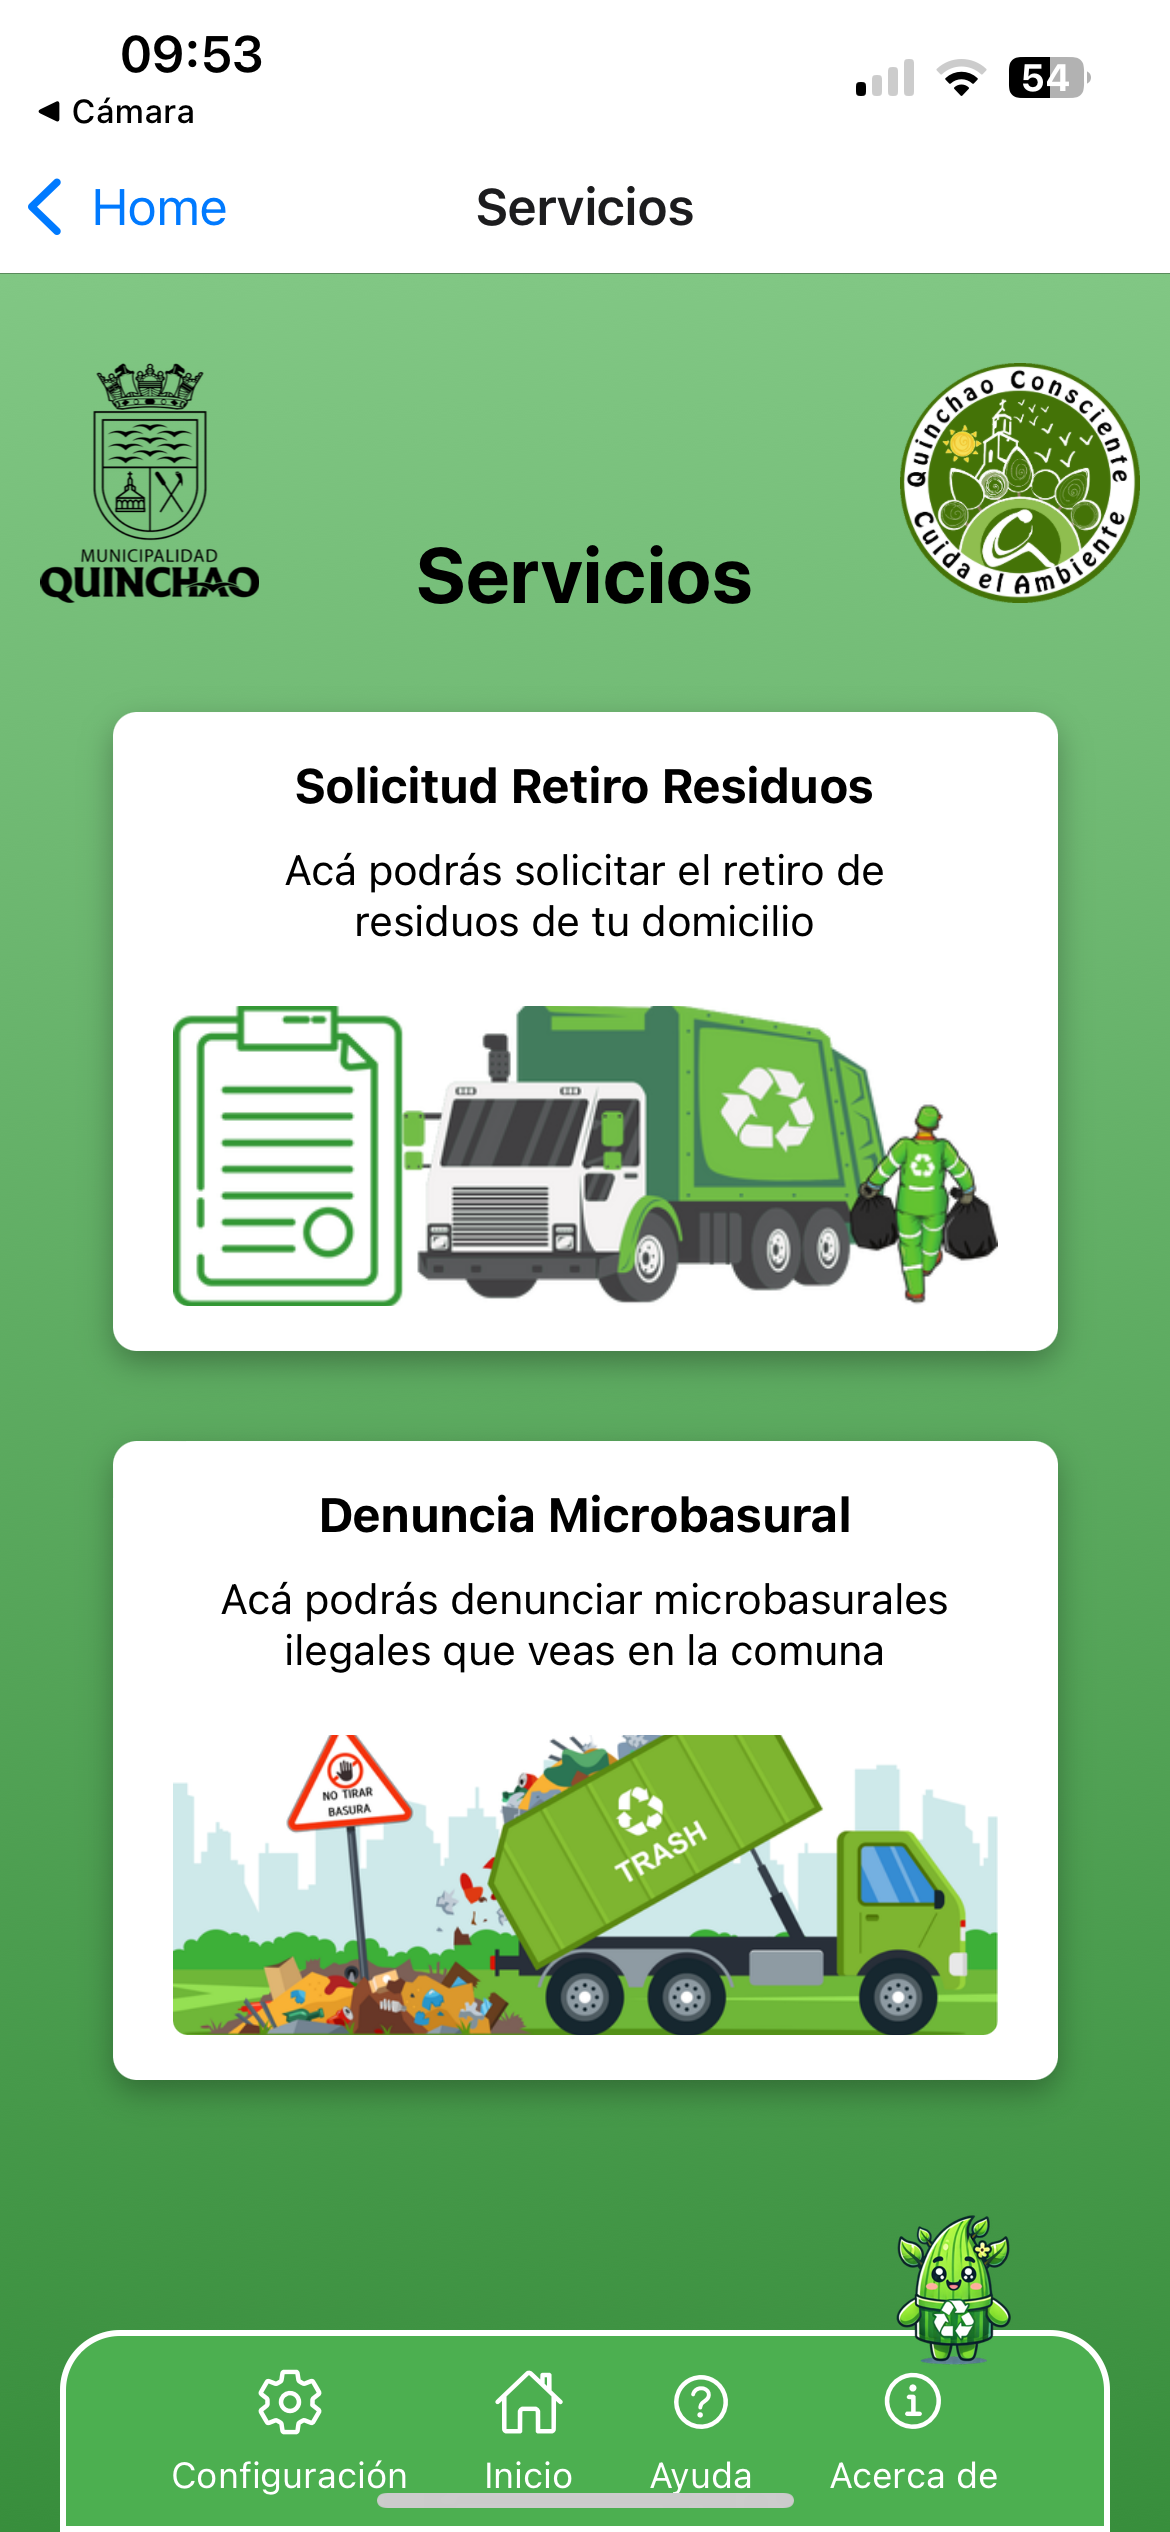 09:53
54
Cámara
Home
Servicios
MUNICIPALIDAD
QUINCHAO
Quinchao Consciente
Cuida el Ambiente
Servicios
Solicitud Retiro Residuos
Acá podrás solicitar el retiro de
residuos de tu domicilio
Denuncia Microbasural
Acá podrás denunciar microbasurales
ilegales que veas en la comuna
NO TIRAR
BASURA
TRASH
Configuración
Inicio
Ayuda
Acerca de